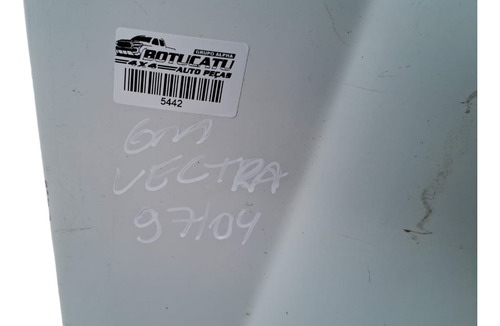 GRUPO ALPHA
BOTUCATU
4X4 AUTO PEÇAS
5442
GM
VECTRA
97/04